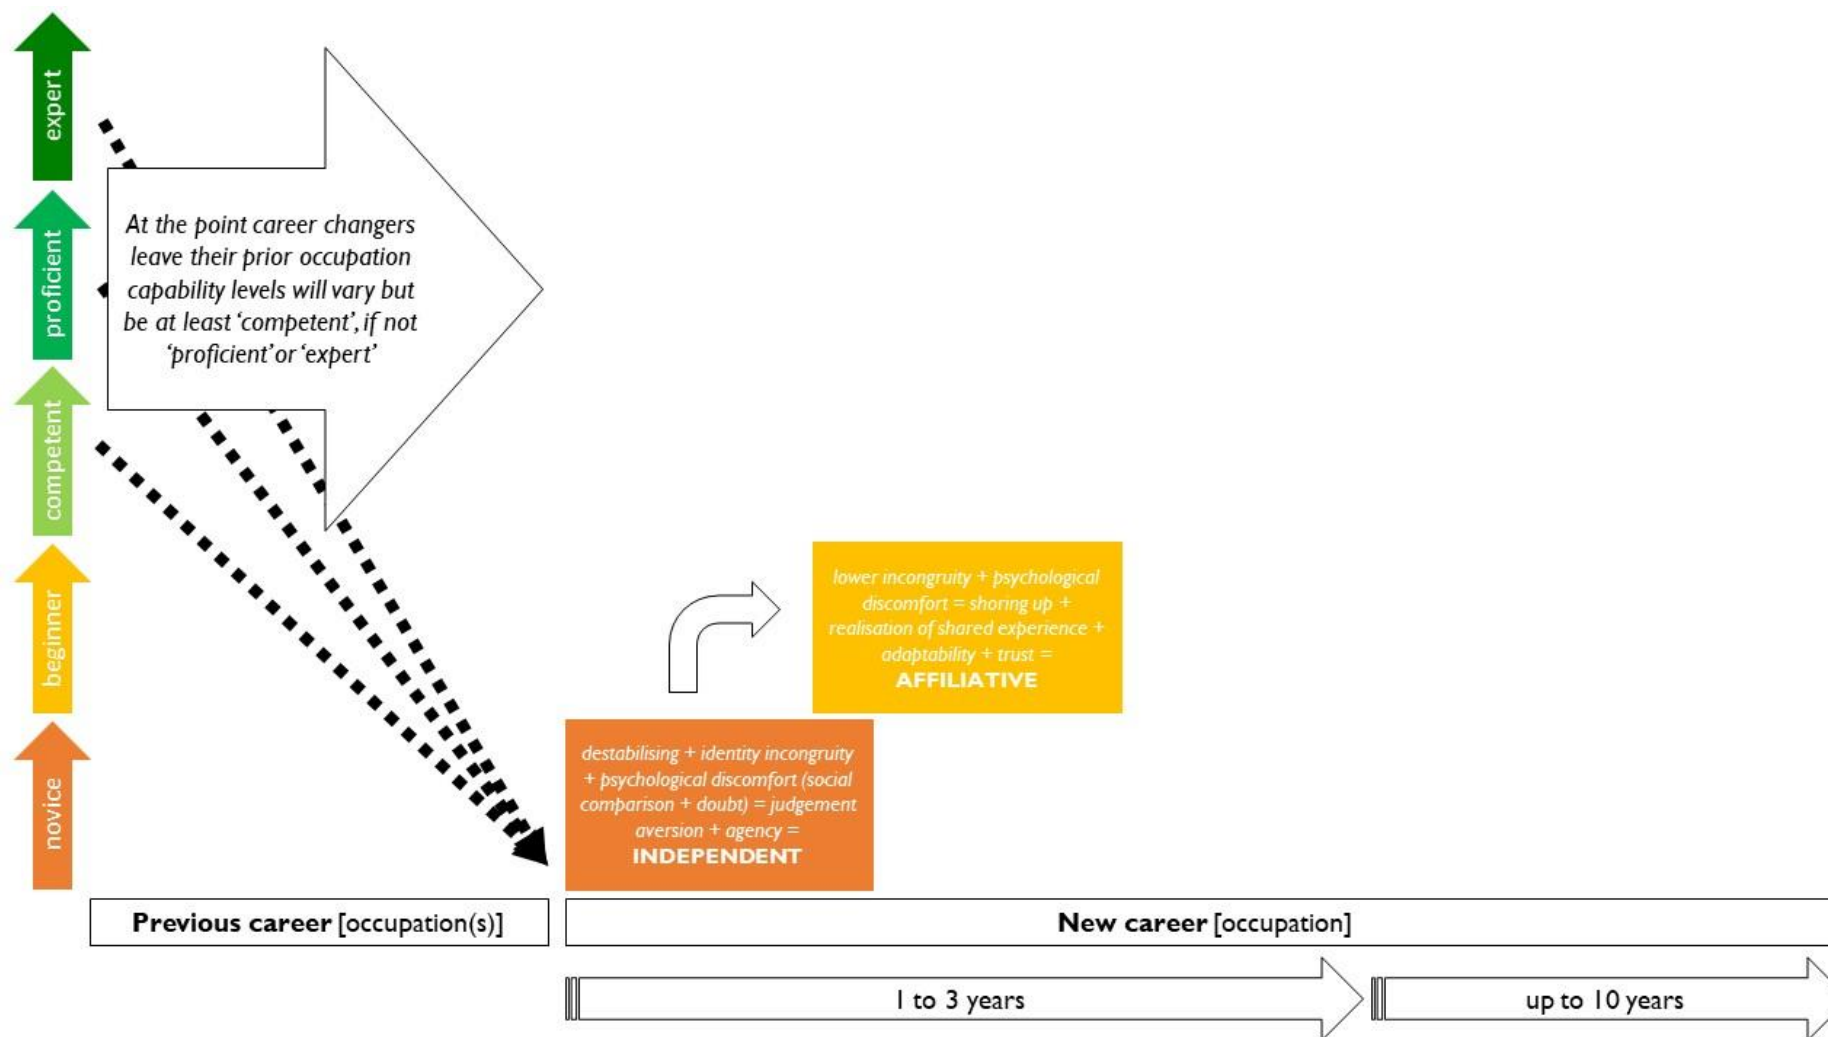 expert
proficient
competent
beginner
novice
At the point career changers
leave their prior occupation
capability levels will vary but
be at least ‘competent’, if not
‘proficient’ or ‘expert’
lower incongruity + psychological
discomfort = shoring up +
realisation of shared experience +
adaptability + trust =
AFFILIATIVE
destabilising + identity incongruity
+ psychological discomfort (social
comparison + doubt) = judgement
aversion + agency =
INDEPENDENT
Previous career [occupation(s)]
New career [occupation]
1 to 3 years
up to 10 years